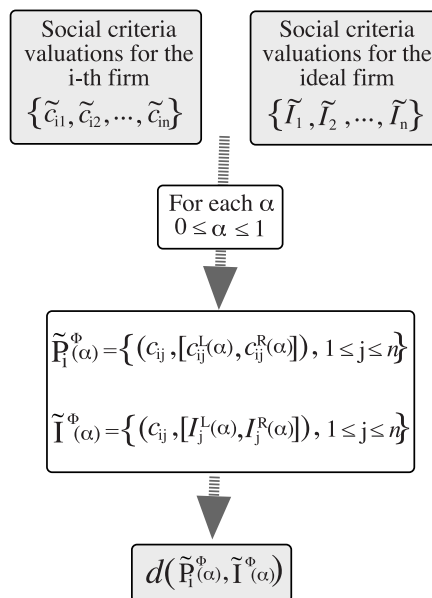 Social criteria
valuations for the
i-th firm
{c̃i1, c̃i2, ..., c̃in}
Social criteria
valuations for the
ideal firm
{Ĩ1, Ĩ2, ..., Ĩn}
For each α
0 ≤ α ≤ 1
P̃iΦ(α) = {(cij, [cijL(α), cijR(α)]), 1 ≤ j ≤ n}
ĨΦ(α) = {(cij, [IjL(α), IjR(α)]), 1 ≤ j ≤ n}
d(P̃iΦ(α), ĨΦ(α))